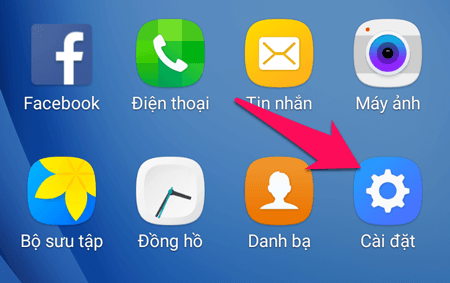 Facebook
Điện thoại
Tin nhắn
Máy ảnh
Bộ sưu tập
Đồng hồ
Danh bạ
Cài đặt